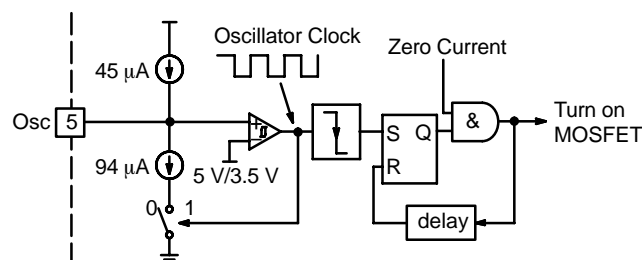 Oscillator Clock
Zero Current
45 μA
Osc 5
+
S Q
&
Turn on
MOSFET
94 μA
5 V/3.5 V
R
0 1
delay